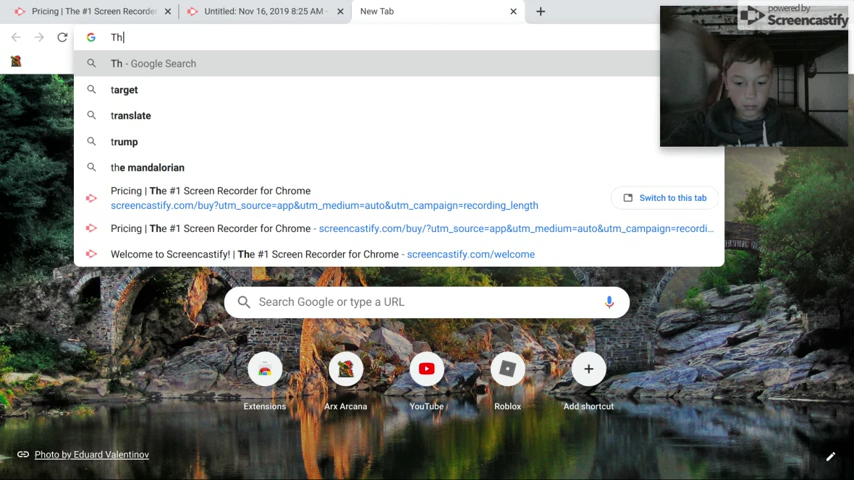 Pricing | The #1 Screen Recorder
Untitled: Nov 16, 2019 8:25 AM -
New Tab
powered by
Screencastify
Th
Th - Google Search
target
translate
trump
the mandalorian
Pricing | The #1 Screen Recorder for Chrome
screencastify.com/buy?utm_source=app&utm_medium=auto&utm_campaign=recording_length
Switch to this tab
Pricing | The #1 Screen Recorder for Chrome - screencastify.com/buy/?utm_source=app&utm_medium=auto&utm_campaign=recordi...
Welcome to Screencastify! | The #1 Screen Recorder for Chrome - screencastify.com/welcome
Search Google or type a URL
Extensions
Arx Arcana
YouTube
Roblox
Add shortcut
Photo by Eduard Valentinov